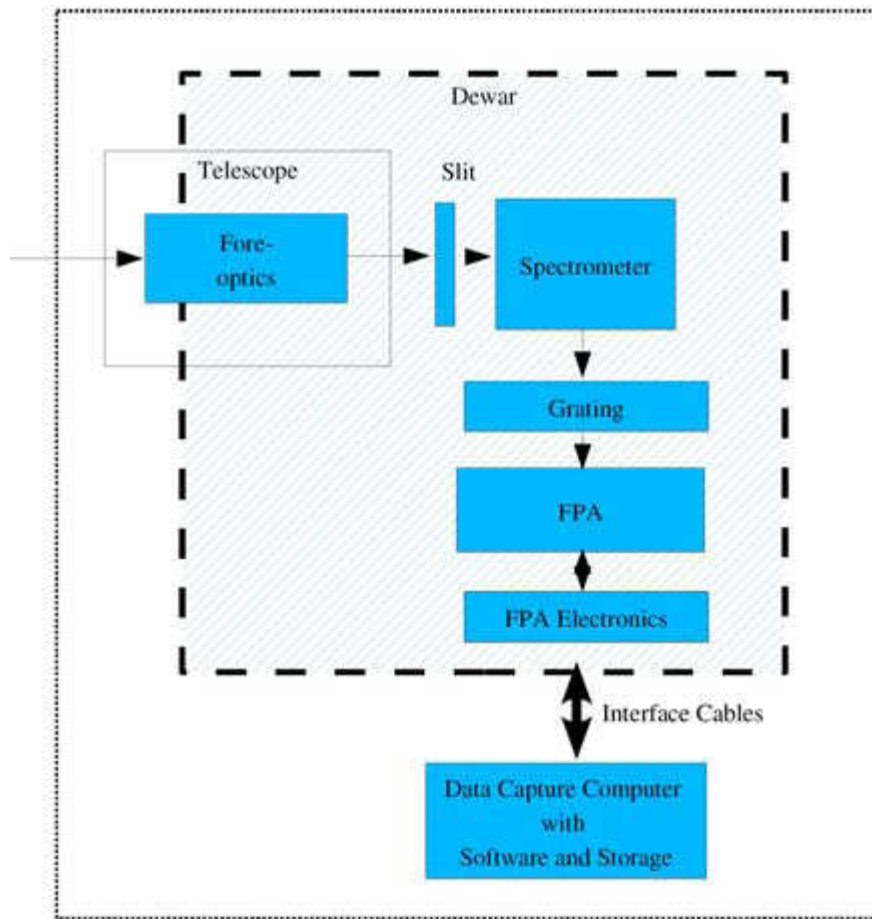 Dewar
Telescope
Slit
Fore-
optics
Spectrometer
Grating
FPA
FPA Electronics
Interface Cables
Data Capture Computer
with
Software and Storage